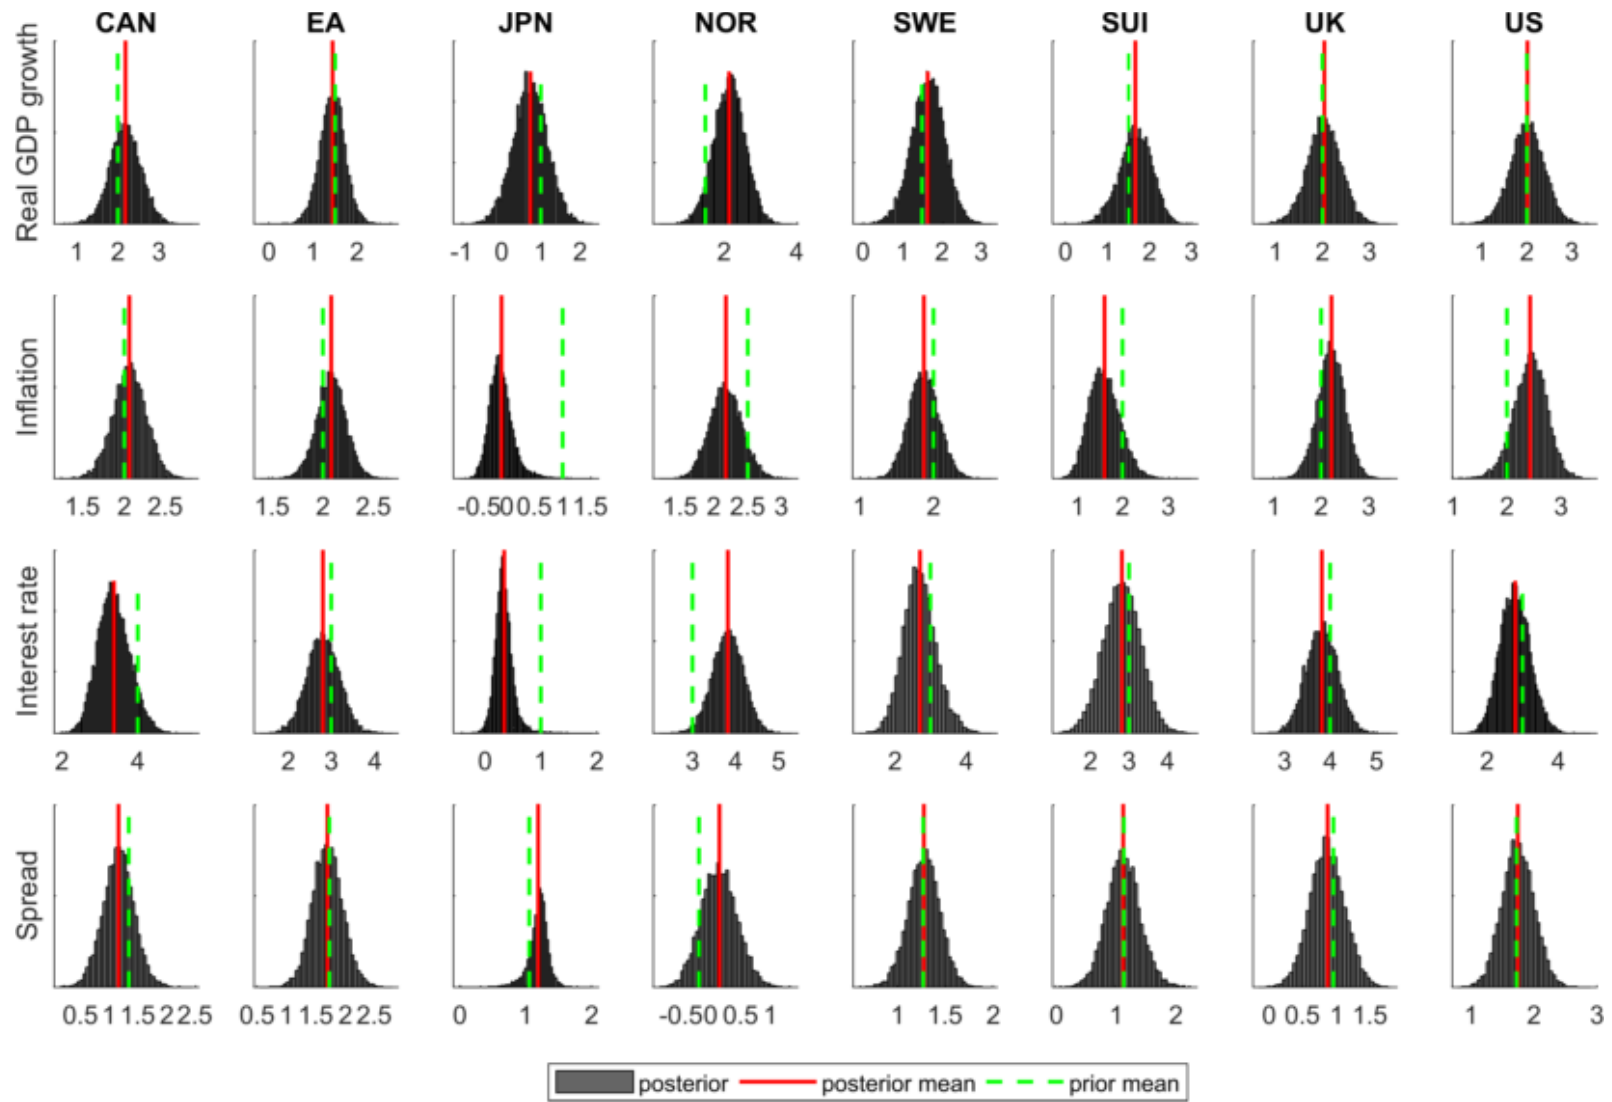 CAN EA JPN NOR SWE SUI UK US
Real GDP growth
1 2 3 0 1 2 -1 0 1 2 2 4 0 1 2 3 0 1 2 3 1 2 3 1 2 3
Inflation
1.5 2 2.5 1.5 2 2.5 -0.5 0 0.5 1 1.5 1.5 2 2.5 3 1 2 1 2 3 1 2 3 1 2 3
Interest rate
2 4 2 3 4 0 1 2 3 4 5 2 4 2 3 4 3 4 5 2 4
Spread
0.5 1 1.5 2 2.5 0.5 1 1.5 2 2.5 0 1 2 -0.5 0 0.5 1 1 1.5 2 0 1 2 0 0.5 1 1.5 1 2 3
posterior posterior mean prior mean